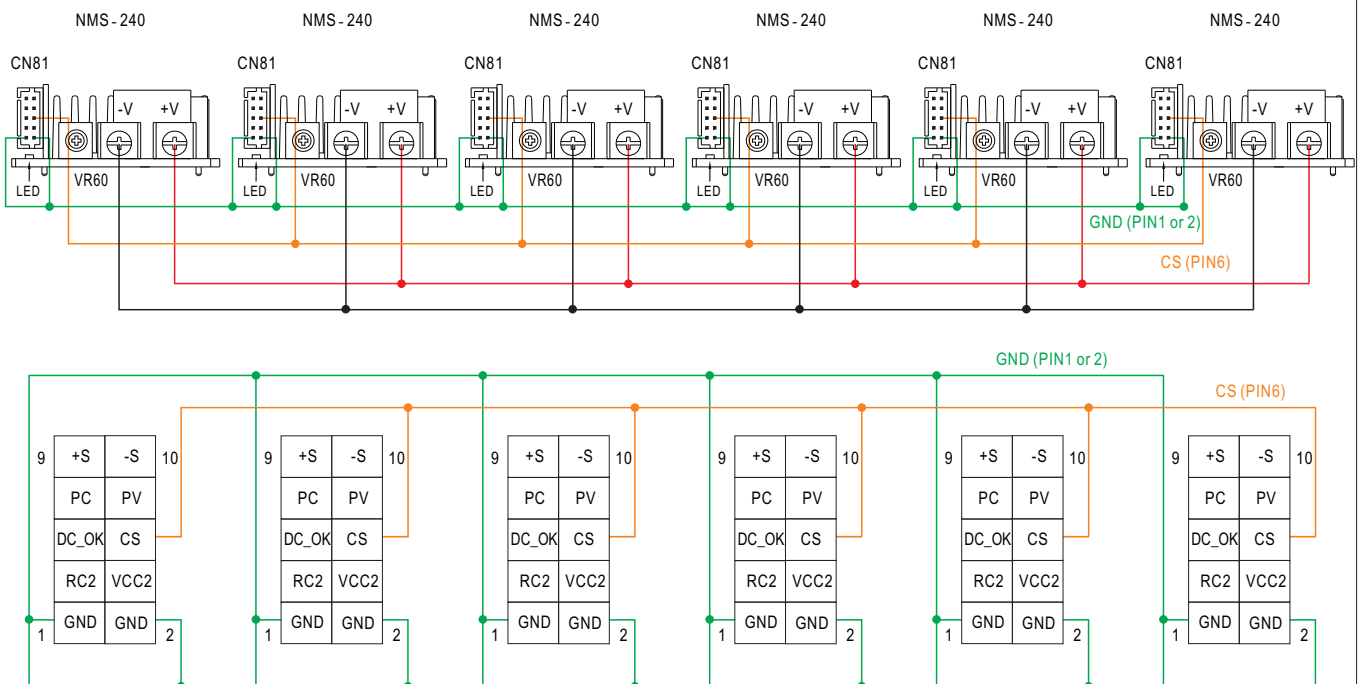 NMS-240 NMS-240 NMS-240 NMS-240 NMS-240 NMS-240
CN81 CN81 CN81 CN81 CN81 CN81
-V +V -V +V -V +V -V +V -V +V -V +V
LED VR60 LED VR60 LED VR60 LED VR60 LED VR60 LED VR60
GND (PIN1 or 2)
CS (PIN6)
GND (PIN1 or 2)
CS (PIN6)
9 +S -S 10 9 +S -S 10 9 +S -S 10 9 +S -S 10 9 +S -S 10 9 +S -S 10
PC PV PC PV PC PV PC PV PC PV PC PV
DC_OK CS DC_OK CS DC_OK CS DC_OK CS DC_OK CS DC_OK CS
RC2 VCC2 RC2 VCC2 RC2 VCC2 RC2 VCC2 RC2 VCC2 RC2 VCC2
1 GND GND 2 1 GND GND 2 1 GND GND 2 1 GND GND 2 1 GND GND 2 1 GND GND 2